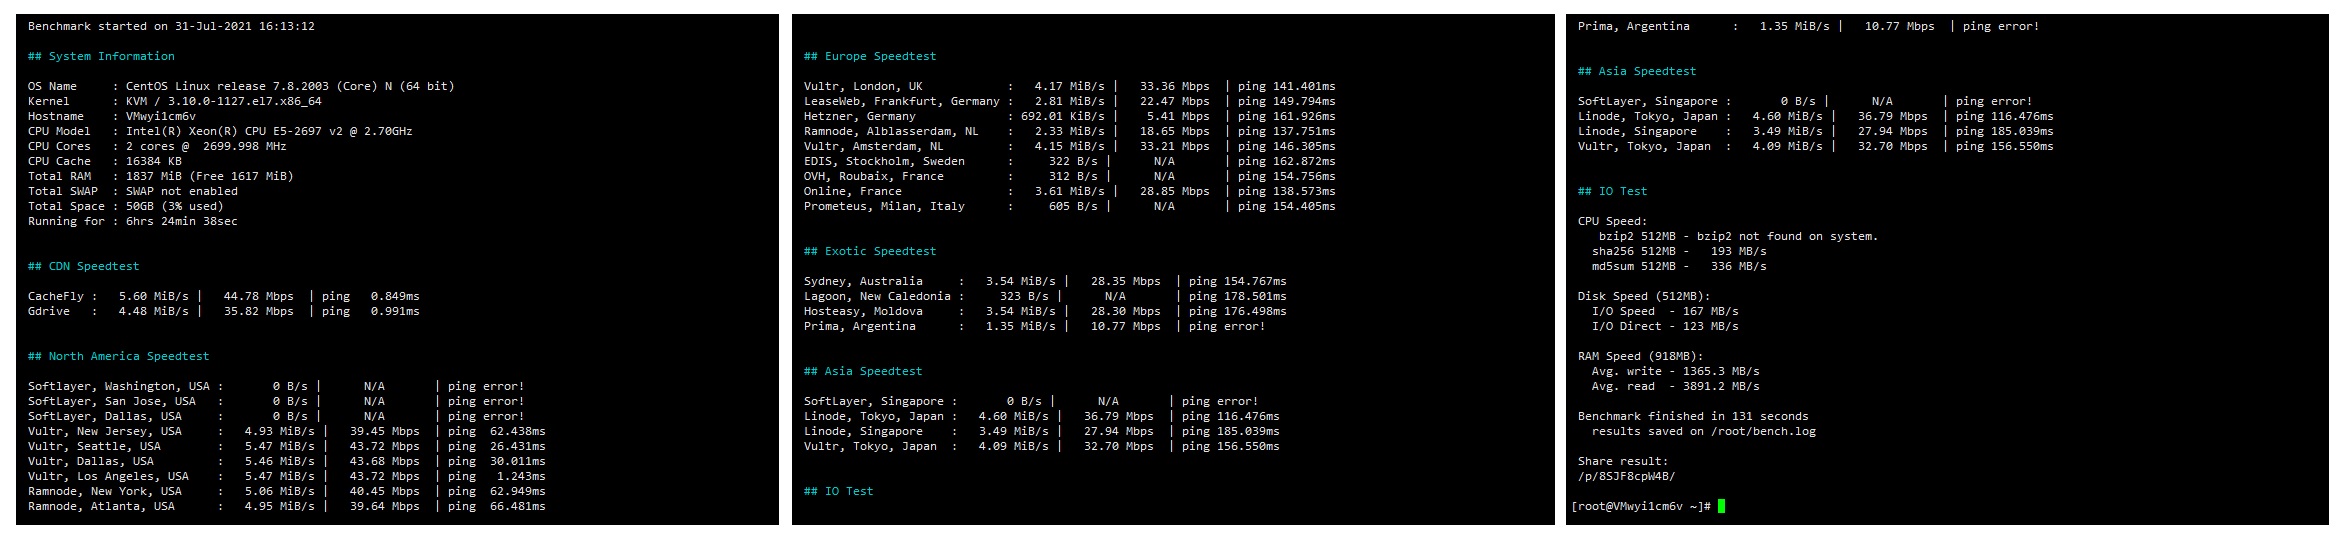 Benchmark started on 31-Jul-2021 16:13:12
## System Information
OS Name     : CentOS Linux release 7.8.2003 (Core) N (64 bit)
Kernel      : KVM / 3.10.0-1127.el7.x86_64
Hostname    : VMwyi1cm6v
CPU Model   : Intel(R) Xeon(R) CPU E5-2697 v2 @ 2.70GHz
CPU Cores   : 2 cores @  2699.998 MHz
CPU Cache   : 16384 KB
Total RAM   : 1837 MiB (Free 1617 MiB)
Total SWAP  : SWAP not enabled
Total Space : 50GB (3% used)
Running for : 6hrs 24min 38sec
## CDN Speedtest
CacheFly :   5.60 MiB/s |   44.78 Mbps  | ping   0.849ms
Gdrive   :   4.48 MiB/s |   35.82 Mbps  | ping   0.991ms
## North America Speedtest
Softlayer, Washington, USA :       0 B/s |      N/A       | ping error!
SoftLayer, San Jose, USA   :       0 B/s |      N/A       | ping error!
SoftLayer, Dallas, USA     :       0 B/s |      N/A       | ping error!
Vultr, New Jersey, USA     :   4.93 MiB/s |   39.45 Mbps  | ping  62.438ms
Vultr, Seattle, USA        :   5.47 MiB/s |   43.72 Mbps  | ping  26.431ms
Vultr, Dallas, USA         :   5.46 MiB/s |   43.68 Mbps  | ping  30.011ms
Vultr, Los Angeles, USA    :   5.47 MiB/s |   43.72 Mbps  | ping   1.243ms
Ramnode, New York, USA     :   5.06 MiB/s |   40.45 Mbps  | ping  62.949ms
Ramnode, Atlanta, USA      :   4.95 MiB/s |   39.64 Mbps  | ping  66.481ms
## Europe Speedtest
Vultr, London, UK            :   4.17 MiB/s |   33.36 Mbps  | ping 141.401ms
LeaseWeb, Frankfurt, Germany :   2.81 MiB/s |   22.47 Mbps  | ping 149.794ms
Hetzner, Germany             : 692.01 KiB/s |    5.41 Mbps  | ping 161.926ms
Ramnode, Alblasserdam, NL    :   2.33 MiB/s |   18.65 Mbps  | ping 137.751ms
Vultr, Amsterdam, NL         :   4.15 MiB/s |   33.21 Mbps  | ping 146.305ms
EDIS, Stockholm, Sweden      :     322 B/s |      N/A       | ping 162.872ms
OVH, Roubaix, France         :     312 B/s |      N/A       | ping 154.756ms
Online, France               :   3.61 MiB/s |   28.85 Mbps  | ping 138.573ms
Prometeus, Milan, Italy      :     605 B/s |      N/A       | ping 154.405ms
## Exotic Speedtest
Sydney, Australia     :   3.54 MiB/s |   28.35 Mbps  | ping 154.767ms
Lagoon, New Caledonia :     323 B/s |     N/A       | ping 178.501ms
Hosteasy, Moldova     :   3.54 MiB/s |   28.30 Mbps  | ping 176.498ms
Prima, Argentina      :   1.35 MiB/s |   10.77 Mbps  | ping error!
## Asia Speedtest
SoftLayer, Singapore :       0 B/s |     N/A       | ping error!
Linode, Tokyo, Japan :   4.60 MiB/s |   36.79 Mbps  | ping 116.476ms
Linode, Singapore    :   3.49 MiB/s |   27.94 Mbps  | ping 185.039ms
Vultr, Tokyo, Japan  :   4.09 MiB/s |   32.70 Mbps  | ping 156.550ms
## IO Test
Prima, Argentina      :   1.35 MiB/s |   10.77 Mbps  | ping error!
## Asia Speedtest
SoftLayer, Singapore :       0 B/s |      N/A       | ping error!
Linode, Tokyo, Japan :   4.60 MiB/s |   36.79 Mbps  | ping 116.476ms
Linode, Singapore    :   3.49 MiB/s |   27.94 Mbps  | ping 185.039ms
Vultr, Tokyo, Japan  :   4.09 MiB/s |   32.70 Mbps  | ping 156.550ms
## IO Test
CPU Speed:
bzip2 512MB - bzip2 not found on system.
sha256 512MB -   193 MB/s
md5sum 512MB -   336 MB/s
Disk Speed (512MB):
I/O Speed  - 167 MB/s
I/O Direct - 123 MB/s
RAM Speed (918MB):
Avg. write - 1365.3 MB/s
Avg. read  - 3891.2 MB/s
Benchmark finished in 131 seconds
results saved on /root/bench.log
Share result:
/p/8SJF8cpW4B/
[root@VMwyi1cm6v ~]#